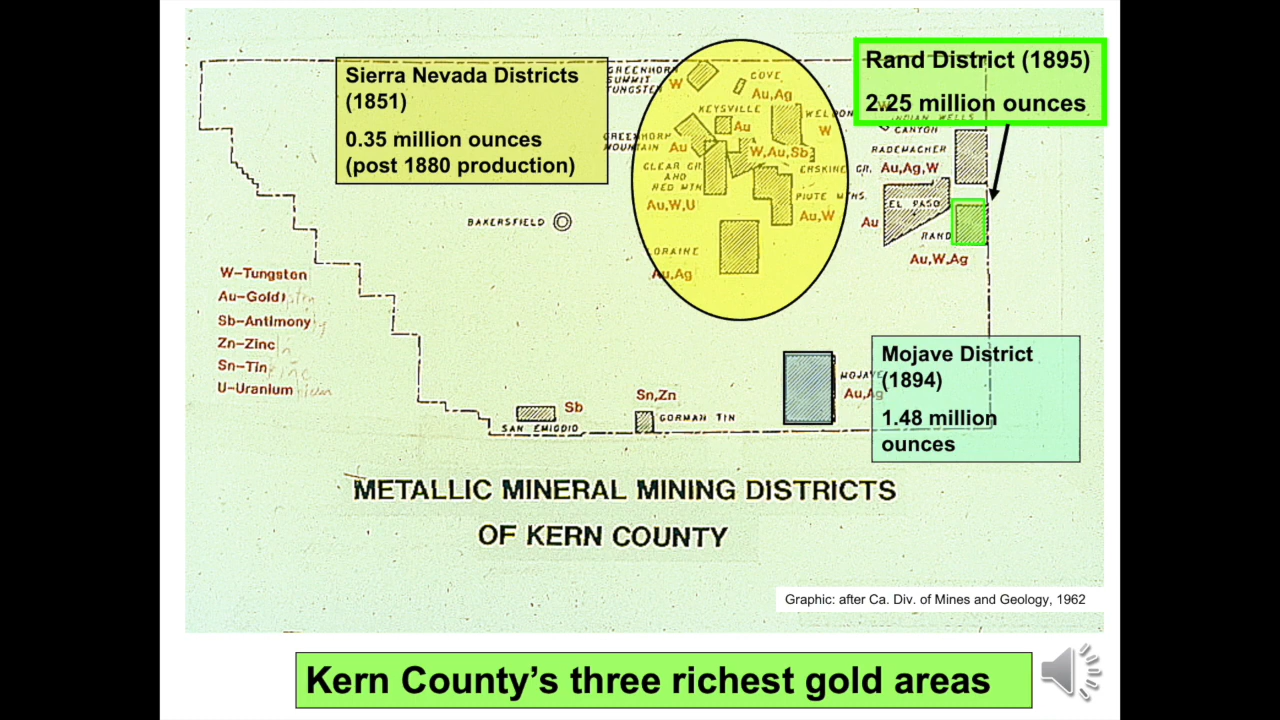 Sierra Nevada Districts
(1851)
0.35 million ounces
(post 1880 production)
Rand District (1895)
2.25 million ounces
GREENHORN
SUMMIT
TUNGSTEN
W
COVE
Au,Ag
KEYSVILLE
Au
WELDON
W
W
INDIAN WELLS
CANYON
GREENHORN
MOUNTAIN
Au
W,Au,Sb
RADEMACHER
Au,Ag,W
CLEAR CR.
AND
RED MTN.
Au,W,U
ERSKINE CR.
PIUTE MTNS.
Au,W
EL PASO
Au
RAND
Au,W,Ag
BAKERSFIELD
LORAINE
Au,Ag
W–Tungsten
Au–Gold
Sb–Antimony
Zn–Zinc
Sn–Tin
U–Uranium
Mojave District
(1894)
1.48 million
ounces
MOJAVE
Au,Ag
Sb
SAN EMIGDIO
Sn,Zn
GORMAN TIN
METALLIC MINERAL MINING DISTRICTS
OF KERN COUNTY
Graphic: after Ca. Div. of Mines and Geology, 1962
Kern County’s three richest gold areas